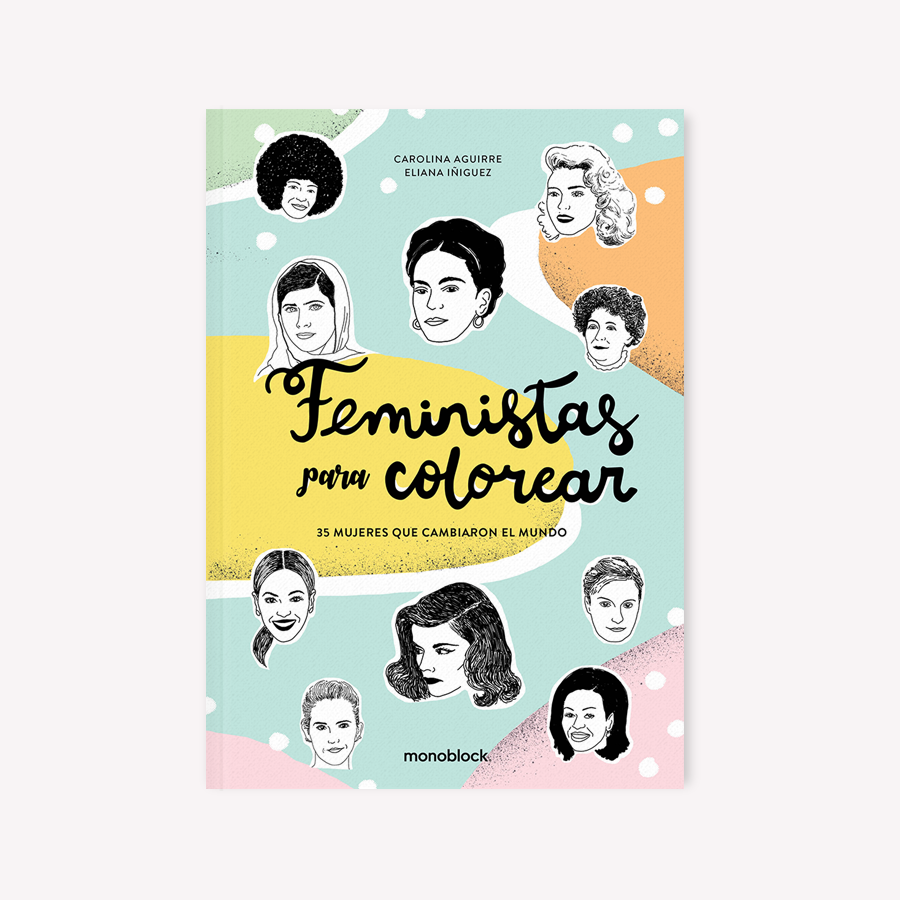 CAROLINA AGUIRRE
ELIANA IÑIGUEZ
Feministas
para colorear
35 MUJERES QUE CAMBIARON EL MUNDO
monoblock.